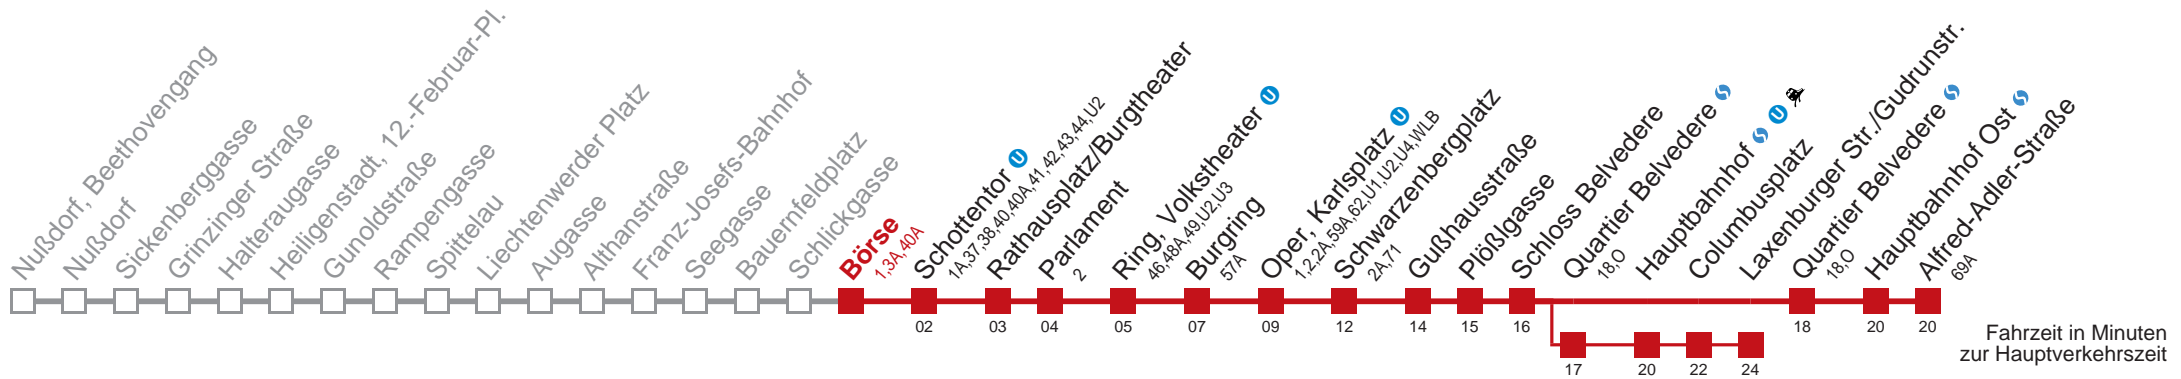 Nußdorf, Beethovengang
Nußdorf
Sickenberggasse
Grinzinger Straße
Halteraugasse
Heiligenstadt, 12.-Februar-Pl.
Gunoldstraße
Rampengasse
Spittelau
Liechtenwerder Platz
Augasse
Althanstraße
Franz-Josefs-Bahnhof
Seegasse
Bauernfeldplatz
Schlickgasse
Börse
1,3A,40A
Schottentor U
1A,37,38,40,40A,41,42,43,44,U2
Rathausplatz/Burgtheater
Parlament
2
Ring, Volkstheater U
46,48A,49,U2,U3
Burgring
57A
Oper, Karlsplatz U
1,2,2A,59A,62,U1,U2,U4,WLB
Schwarzenbergplatz
2A,71
Gußhausstraße
Plößlgasse
Schloss Belvedere
Quartier Belvedere S
18,O
Hauptbahnhof S U
Columbusplatz
Laxenburger Str./Gudrunstr.
Quartier Belvedere S
18,O
Hauptbahnhof Ost S
Alfred-Adler-Straße
69A
02 03 04 05 07 09 12 14 15 16 18 20 20
17 20 22 24
Fahrzeit in Minuten
zur Hauptverkehrszeit